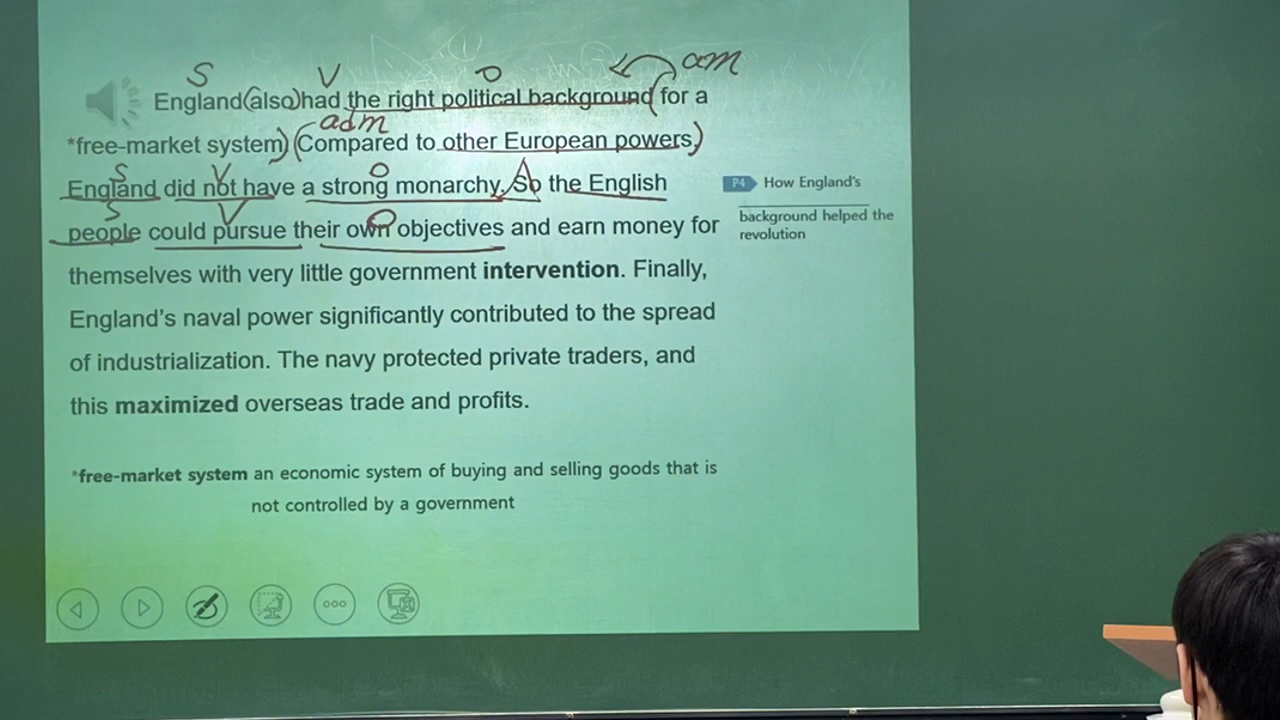 S V O am
England (also) had the right political background (for a
adm
*free-market system) (Compared to other European powers,)
S V O
England did not have a strong monarchy, So the English
S V O
people could pursue their own objectives and earn money for
themselves with very little government intervention. Finally,
England's naval power significantly contributed to the spread
of industrialization. The navy protected private traders, and
this maximized overseas trade and profits.
P4 How England's
background helped the
revolution
*free-market system an economic system of buying and selling goods that is
not controlled by a government